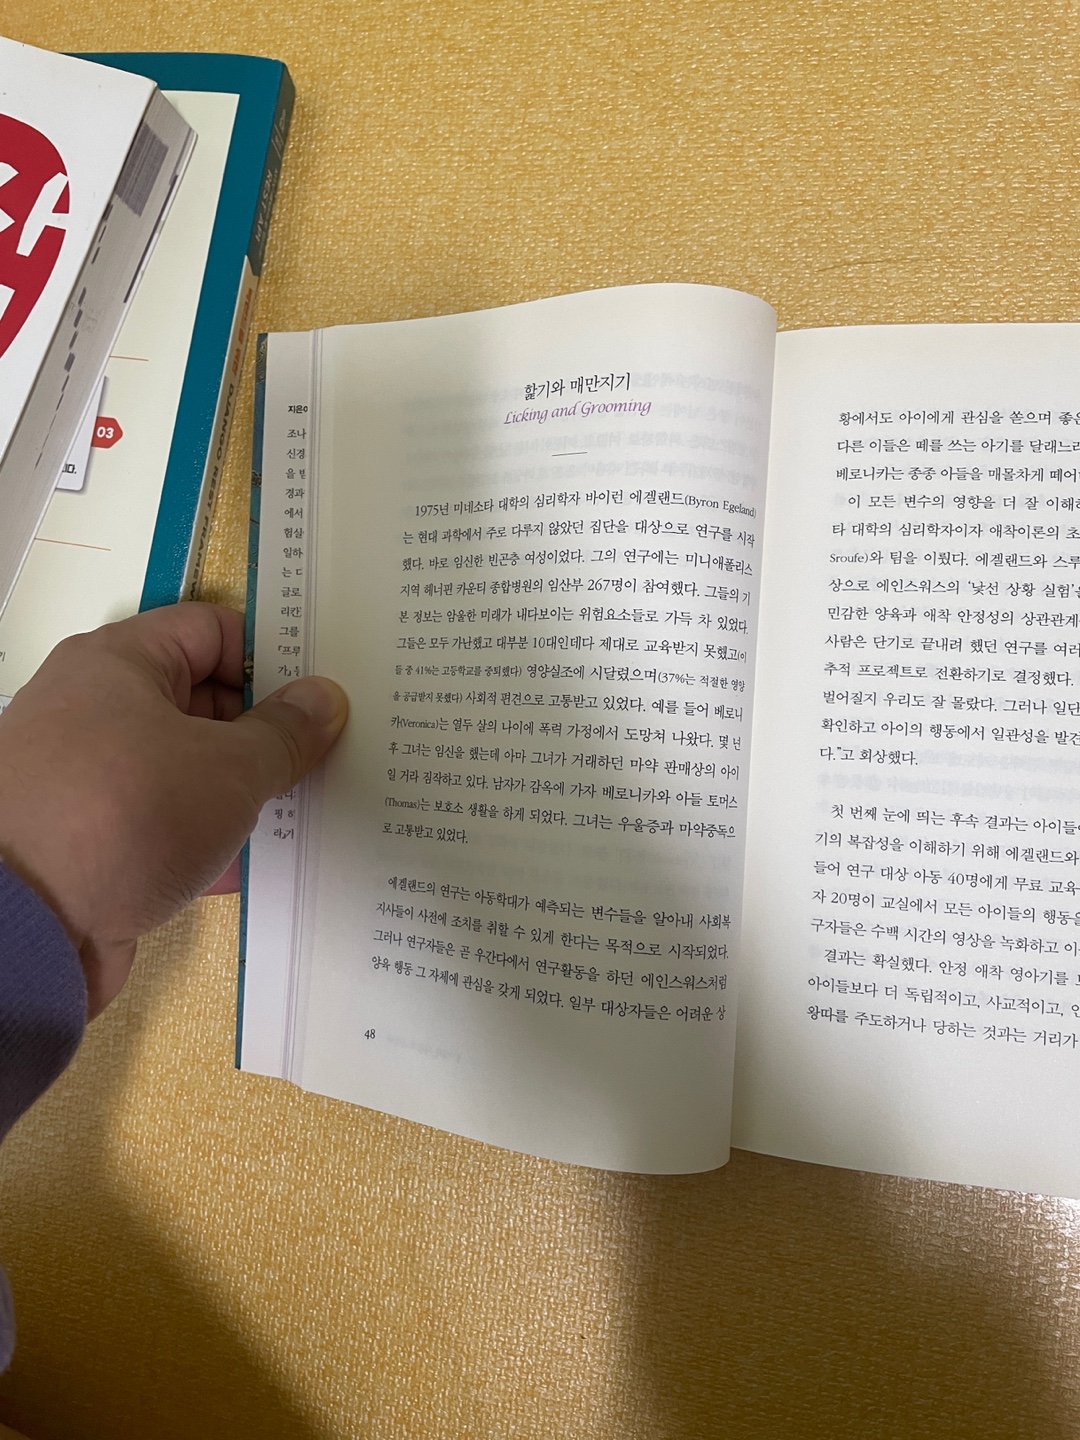 03
DJANGO REST FRAMEW
지은이
조나
신경
을 받
경과
에서
험실
일하
는 다
글로
리칸
그를
『프루
핥기와 매만지기
Licking and Grooming
1975년 미네소타 대학의 심리학자 바이런 에겔랜드(Byron Egeland)
는 현대 과학에서 주로 다루지 않았던 집단을 대상으로 연구를 시작
했다. 바로 임신한 빈곤층 여성이었다. 그의 연구에는 미니애폴리스
지역 헤너핀 카운티 종합병원의 임산부 267명이 참여했다. 그들의 기
본 정보는 암울한 미래가 내다보이는 위험요소들로 가득 차 있었다.
그들은 모두 가난했고 대부분 10대인데다 제대로 교육받지 못했고(이
들 중 41%는 고등학교를 중퇴했다) 영양실조에 시달렸으며(37%는 적절한 영양
을 공급받지 못했다) 사회적 편견으로 고통받고 있었다. 예를 들어 베로니
카(Veronica)는 열두 살의 나이에 폭력 가정에서 도망쳐 나왔다. 몇 년
후 그녀는 임신을 했는데 아마 그녀가 거래하던 마약 판매상의 아이
일 거라 짐작하고 있다. 남자가 감옥에 가자 베로니카와 아들 토머스
(Thomas)는 보호소 생활을 하게 되었다. 그녀는 우울증과 마약중독으
로 고통받고 있었다.
에겔랜드의 연구는 아동학대가 예측되는 변수들을 알아내 사회복
지사들이 사전에 조치를 취할 수 있게 한다는 목적으로 시작되었다.
그러나 연구자들은 곧 우간다에서 연구활동을 하던 에인스워스처럼
양육 행동 그 자체에 관심을 갖게 되었다. 일부 대상자들은 어려운 상
48
황에서도 아이에게 관심을 쏟으며 좋은
다른 이들은 떼를 쓰는 아기를 달래느라
베로니카는 종종 아들을 매몰차게 떼어
이 모든 변수의 영향을 더 잘 이해하
타 대학의 심리학자이자 애착이론의 초
Sroufe)와 팀을 이뤘다. 에겔랜드와 스루
상으로 에인스워스의 '낯선 상황 실험'을
민감한 양육과 애착 안정성의 상관관계
사람은 단기로 끝내려 했던 연구를 여러
추적 프로젝트로 전환하기로 결정했다.
벌어질지 우리도 잘 몰랐다. 그러나 일단
확인하고 아이의 행동에서 일관성을 발견
다."고 회상했다.
첫 번째 눈에 띄는 후속 결과는 아이들이
기의 복잡성을 이해하기 위해 에겔랜드와
들어 연구 대상 아동 40명에게 무료 교육
자 20명이 교실에서 모든 아이들의 행동을
구자들은 수백 시간의 영상을 녹화하고 이
결과는 확실했다. 안정 애착 영아기를 보
아이들보다 더 독립적이고, 사교적이고, 인
왕따를 주도하거나 당하는 것과는 거리가